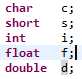 char    c;
short   s;
int     i;
float   f;
double  d;